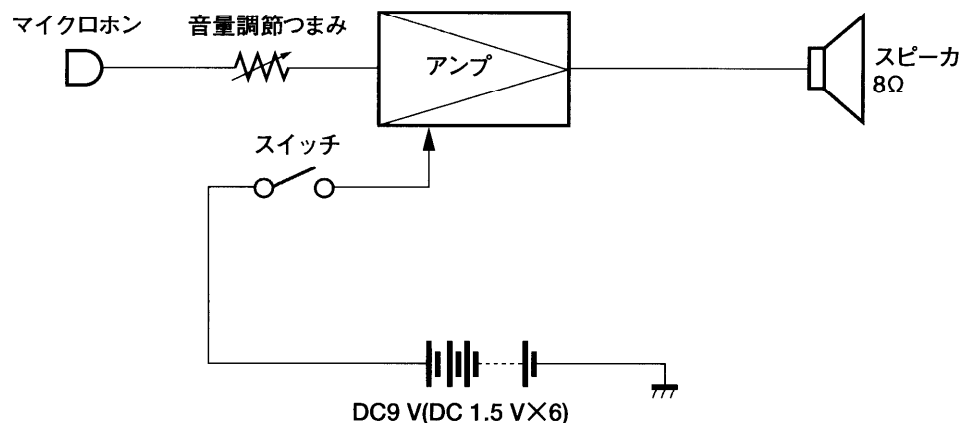 マイクロホン
音量調節つまみ
アンプ
スピーカ
8Ω
スイッチ
DC9 V(DC 1.5 V×6)